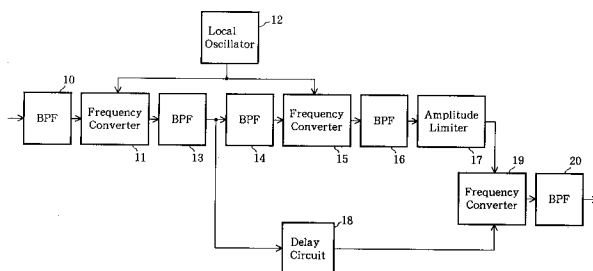 12
Local
Oscillator
10
BPF
Frequency
Converter
11
BPF
13
BPF
14
Frequency
Converter
15
BPF
16
Amplitude
Limiter
17
19
Frequency
Converter
20
BPF
18
Delay
Circuit